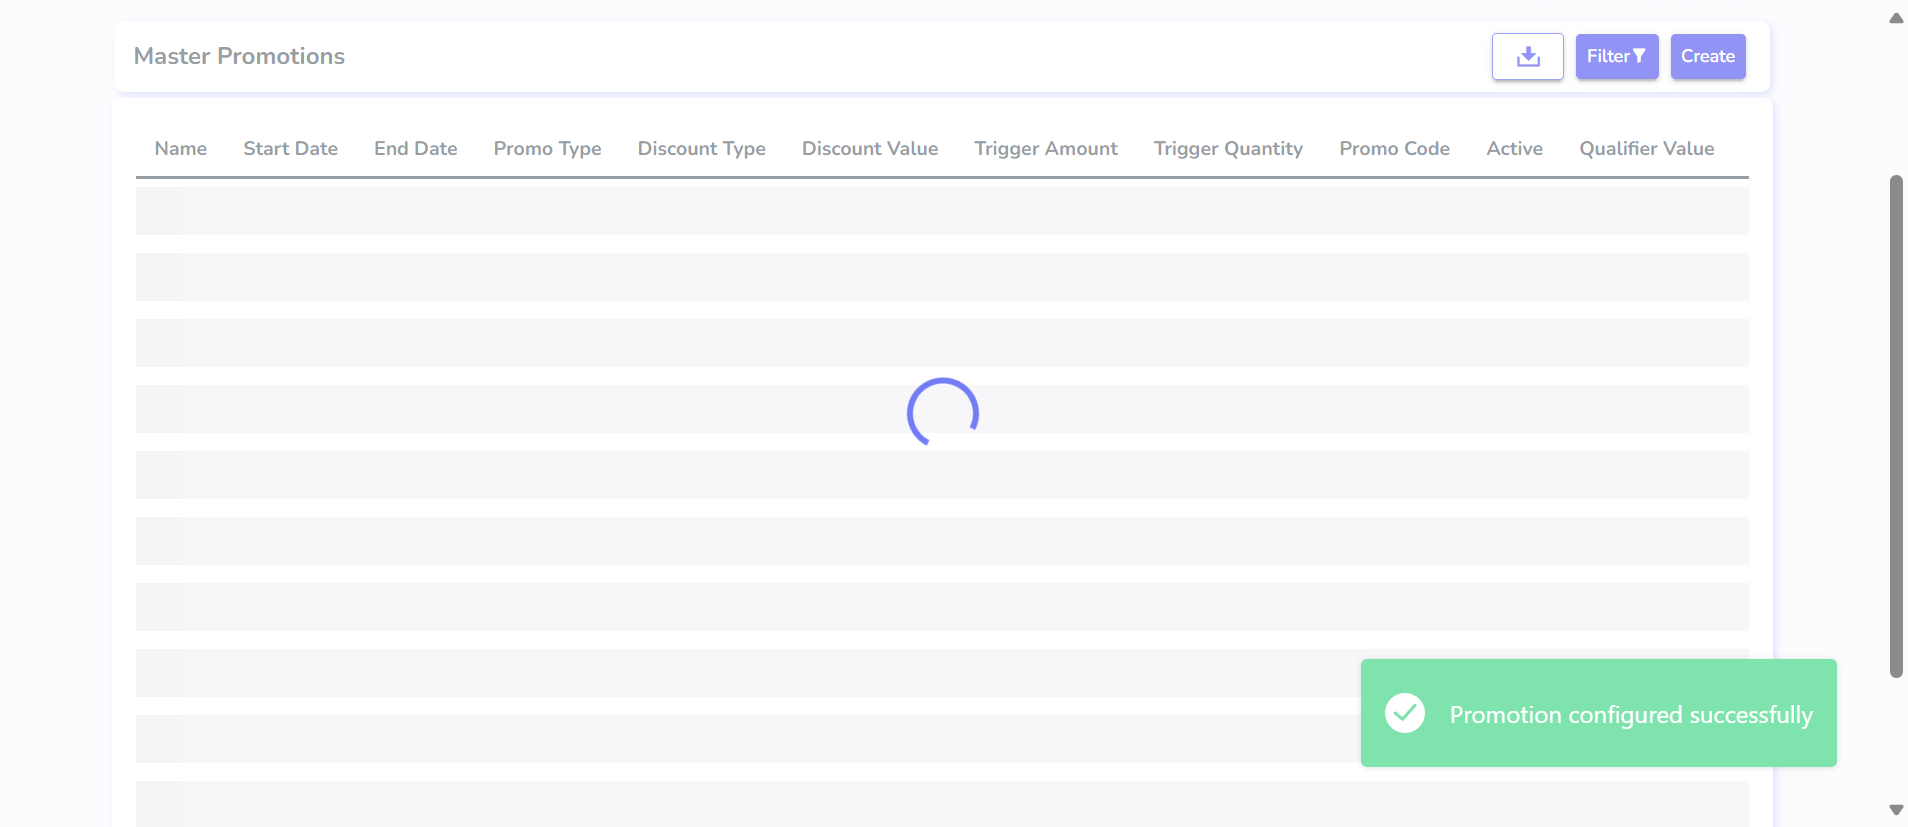 Master Promotions
Filter
Create
Name Start Date End Date Promo Type Discount Type Discount Value Trigger Amount Trigger Quantity Promo Code Active Qualifier Value
Promotion configured successfully